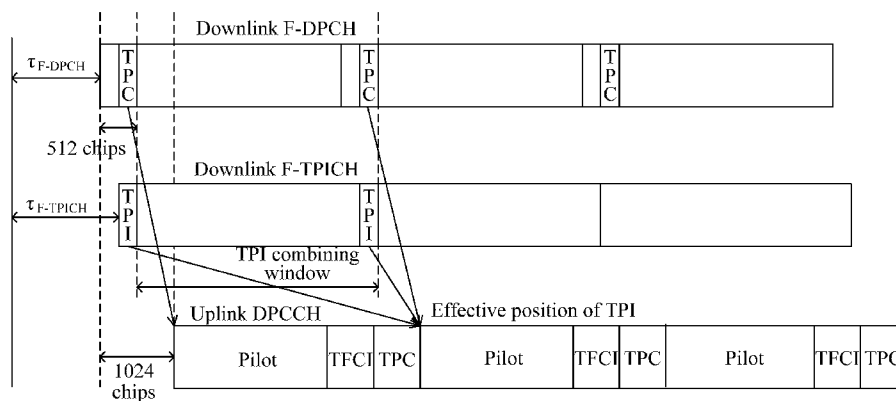 Downlink F-DPCH
τF-DPCH
T
P
C
T
P
C
T
P
C
512 chips
Downlink F-TPICH
τF-TPICH
T
P
I
T
P
I
TPI combining
window
Uplink DPCCH
Effective position of TPI
1024
chips
Pilot
TFCI
TPC
Pilot
TFCI
TPC
Pilot
TFCI
TPC